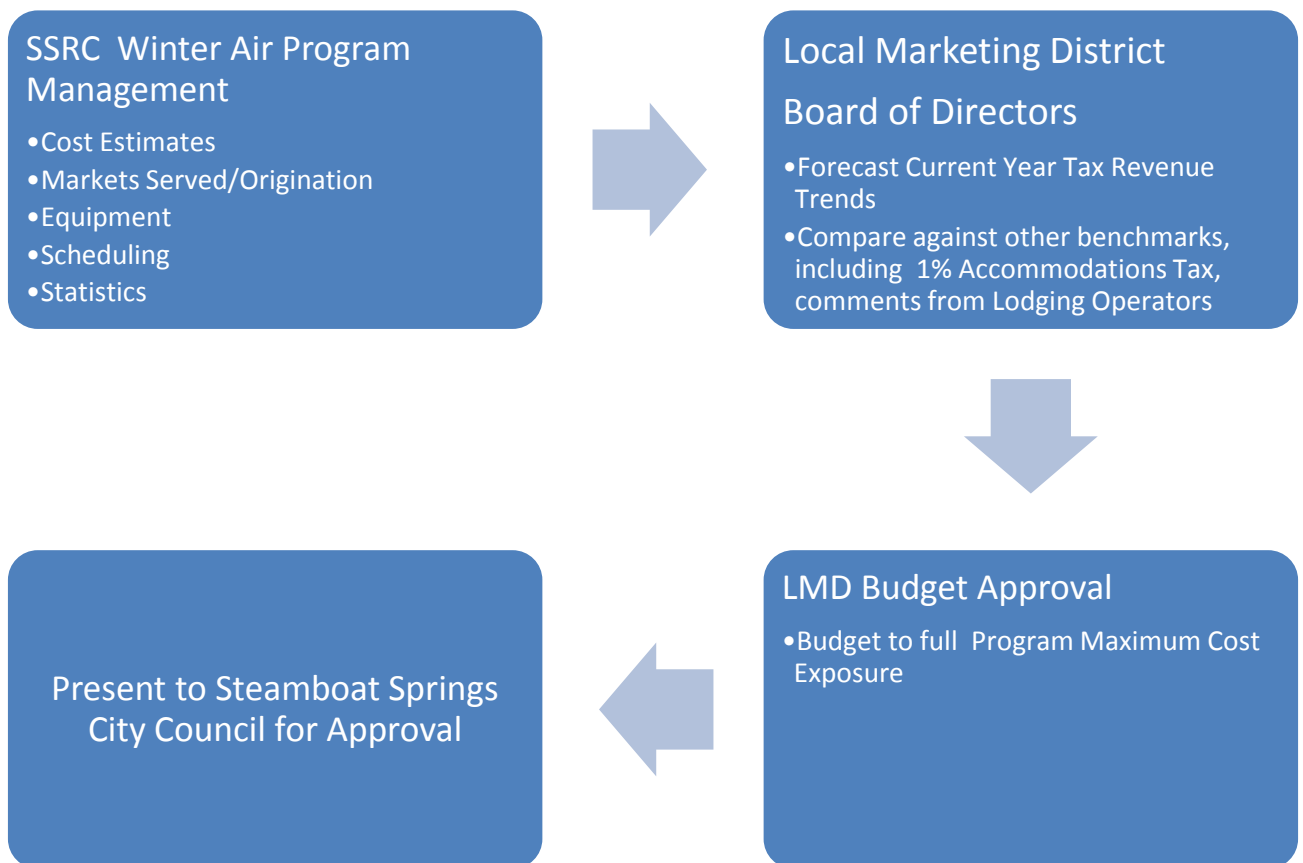 SSRC  Winter Air Program
Management
•Cost Estimates
•Markets Served/Origination
•Equipment
•Scheduling
•Statistics
Local Marketing District
Board of Directors
•Forecast Current Year Tax Revenue
Trends
•Compare against other benchmarks,
including  1% Accommodations Tax,
comments from Lodging Operators
LMD Budget Approval
•Budget to full  Program Maximum Cost
Exposure
Present to Steamboat Springs
City Council for Approval